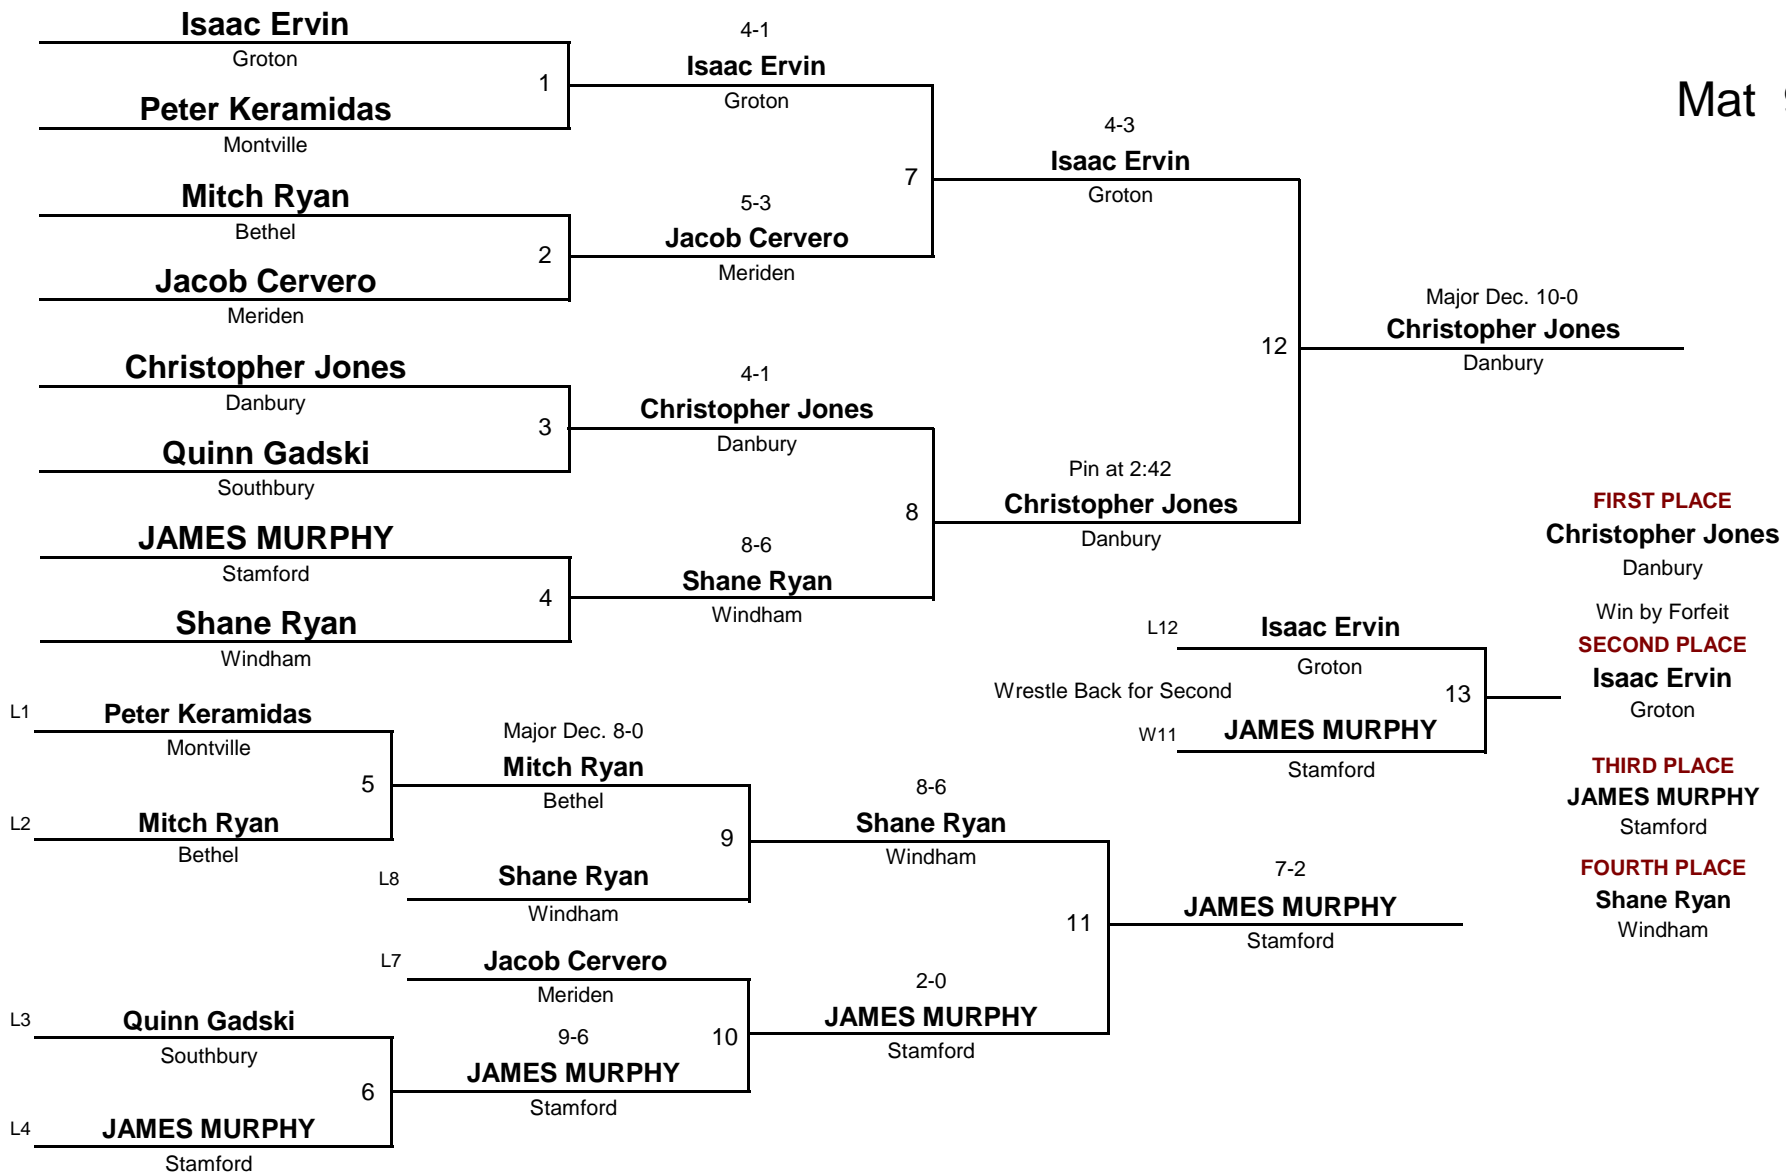 Isaac Ervin
Groton
1
Peter Keramidas
Montville
Mitch Ryan
Bethel
2
Jacob Cervero
Meriden
Christopher Jones
Danbury
3
Quinn Gadski
Southbury
JAMES MURPHY
Stamford
4
Shane Ryan
Windham
4-1
Isaac Ervin
Groton
7
5-3
Jacob Cervero
Meriden
4-1
Christopher Jones
Danbury
8
8-6
Shane Ryan
Windham
4-3
Isaac Ervin
Groton
12
Pin at 2:42
Christopher Jones
Danbury
Mat
Major Dec. 10-0
Christopher Jones
Danbury
L1
Peter Keramidas
Montville
5
L2
Mitch Ryan
Bethel
L3
Quinn Gadski
Southbury
6
L4
JAMES MURPHY
Stamford
Major Dec. 8-0
Mitch Ryan
Bethel
9
L8
Shane Ryan
Windham
L7
Jacob Cervero
Meriden
10
9-6
JAMES MURPHY
Stamford
8-6
Shane Ryan
Windham
11
2-0
JAMES MURPHY
Stamford
7-2
JAMES MURPHY
Stamford
L12
Isaac Ervin
Groton
Wrestle Back for Second
13
W11
JAMES MURPHY
Stamford
FIRST PLACE
Christopher Jones
Danbury
Win by Forfeit
SECOND PLACE
Isaac Ervin
Groton
THIRD PLACE
JAMES MURPHY
Stamford
FOURTH PLACE
Shane Ryan
Windham